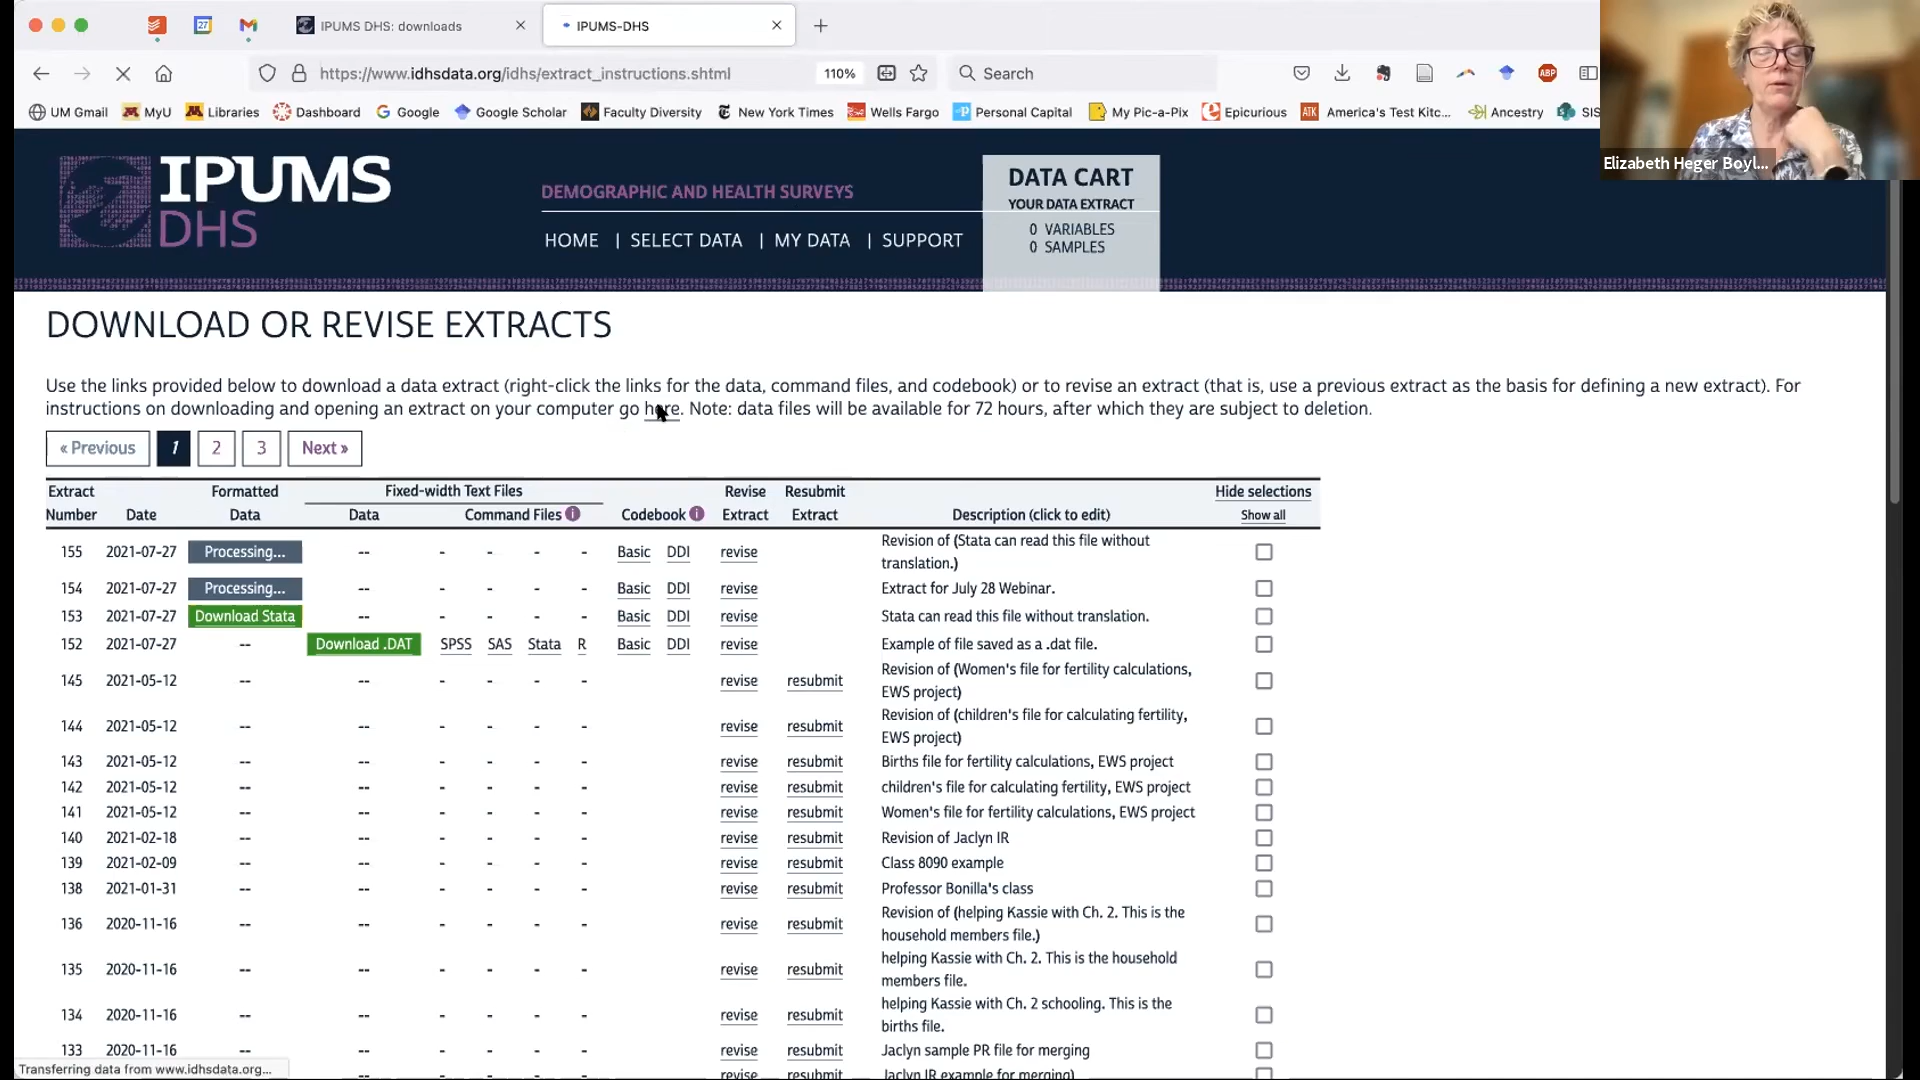 27
IPUMS DHS: downloads
IPUMS-DHS
https://www.idhsdata.org/idhs/extract_instructions.shtml
110%
Search
ABP
UM Gmail
MyU
Libraries
Dashboard
Google
Google Scholar
Faculty Diversity
New York Times
Wells Fargo
Personal Capital
My Pic-a-Pix
Epicurious
ATK America's Test Kitc...
Ancestry
SIS
Elizabeth Heger Boyl...
IPUMS
DHS
DEMOGRAPHIC AND HEALTH SURVEYS
HOME | SELECT DATA | MY DATA | SUPPORT
DATA CART
YOUR DATA EXTRACT
0 VARIABLES
0 SAMPLES
DOWNLOAD OR REVISE EXTRACTS
Use the links provided below to download a data extract (right-click the links for the data, command files, and codebook) or to revise an extract (that is, use a previous extract as the basis for defining a new extract). For
instructions on downloading and opening an extract on your computer go here. Note: data files will be available for 72 hours, after which they are subject to deletion.
« Previous 1 2 3 Next »
Extract Formatted Fixed-width Text Files Revise Resubmit Hide selections
Number Date Data Data Command Files i Codebook i Extract Extract Description (click to edit) Show all
155 2021-07-27 Processing... -- - - - - Basic DDI revise Revision of (Stata can read this file without
translation.)
154 2021-07-27 Processing... -- - - - - Basic DDI revise Extract for July 28 Webinar.
153 2021-07-27 Download Stata -- - - - - Basic DDI revise Stata can read this file without translation.
152 2021-07-27 -- Download .DAT SPSS SAS Stata R Basic DDI revise Example of file saved as a .dat file.
145 2021-05-12 -- -- - - - - revise resubmit Revision of (Women's file for fertility calculations,
EWS project)
144 2021-05-12 -- -- - - - - revise resubmit Revision of (children's file for calculating fertility,
EWS project)
143 2021-05-12 -- -- - - - - revise resubmit Births file for fertility calculations, EWS project
142 2021-05-12 -- -- - - - - revise resubmit children's file for calculating fertility, EWS project
141 2021-05-12 -- -- - - - - revise resubmit Women's file for fertility calculations, EWS project
140 2021-02-18 -- -- - - - - revise resubmit Revision of Jaclyn IR
139 2021-02-09 -- -- - - - - revise resubmit Class 8090 example
138 2021-01-31 -- -- - - - - revise resubmit Professor Bonilla's class
136 2020-11-16 -- -- - - - - revise resubmit Revision of (helping Kassie with Ch. 2. This is the
household members file.)
135 2020-11-16 -- -- - - - - revise resubmit helping Kassie with Ch. 2. This is the household
members file.
134 2020-11-16 -- -- - - - - revise resubmit helping Kassie with Ch. 2 schooling. This is the
births file.
133 2020-11-16 -- -- - - - - revise resubmit Jaclyn sample PR file for merging
-- -- - - - - revise resubmit Jaclyn IR example for merging)
Transferring data from www.idhsdata.org...